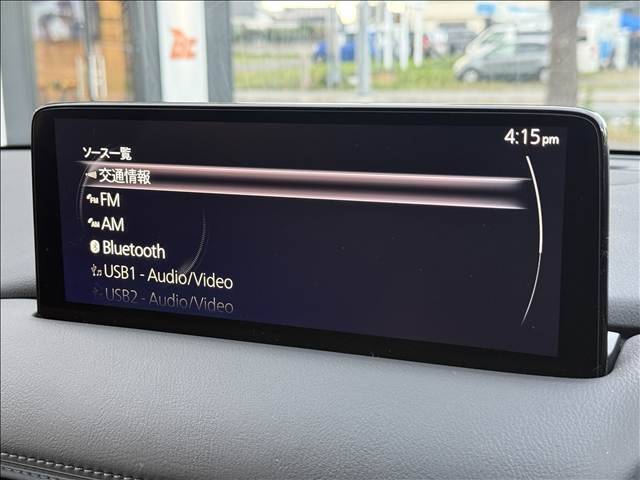 4:15pm
ソース一覧
交通情報
FM
AM
Bluetooth
USB1 - Audio/Video
USB2 - Audio/Video